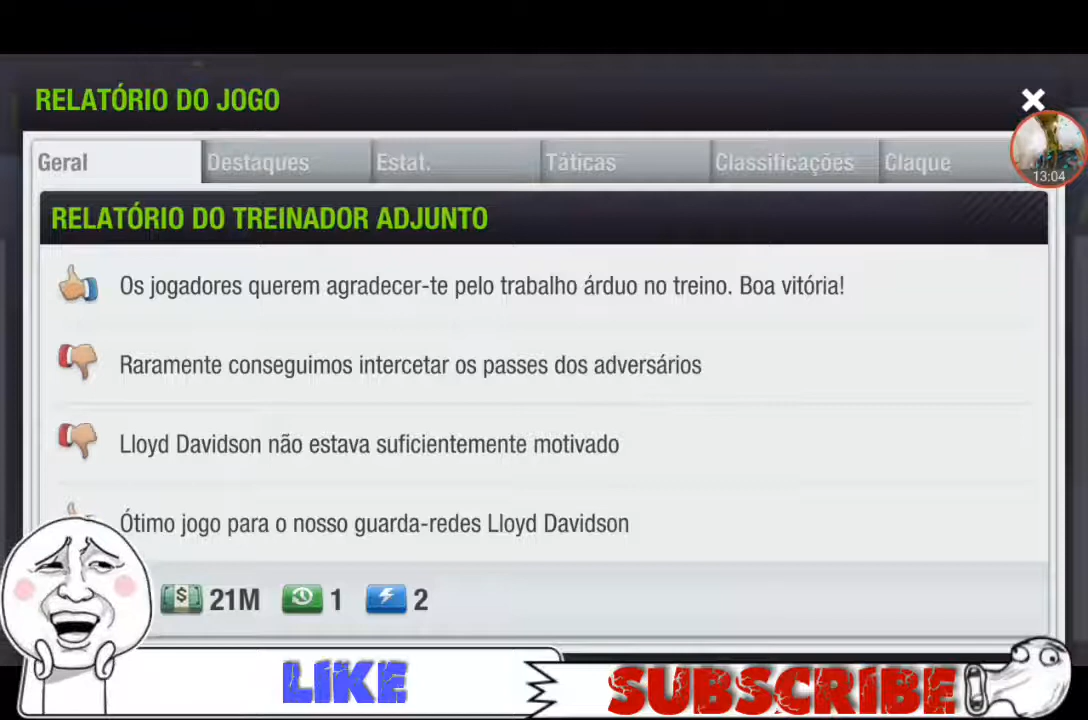 RELATÓRIO DO JOGO
Geral Destaques Estat. Táticas Classificações Claque
13:04
RELATÓRIO DO TREINADOR ADJUNTO
Os jogadores querem agradecer-te pelo trabalho árduo no treino. Boa vitória!
Raramente conseguimos intercetar os passes dos adversários
Lloyd Davidson não estava suficientemente motivado
Ótimo jogo para o nosso guarda-redes Lloyd Davidson
21M 1 2
LIKE SUBSCRIBE